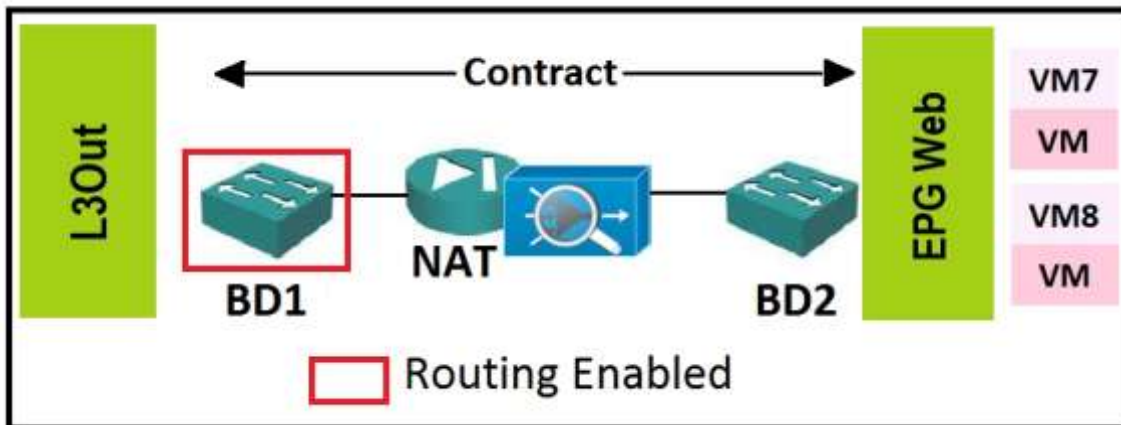 L3Out
Contract
NAT
BD1
BD2
EPG Web
VM7
VM
VM8
VM
Routing Enabled